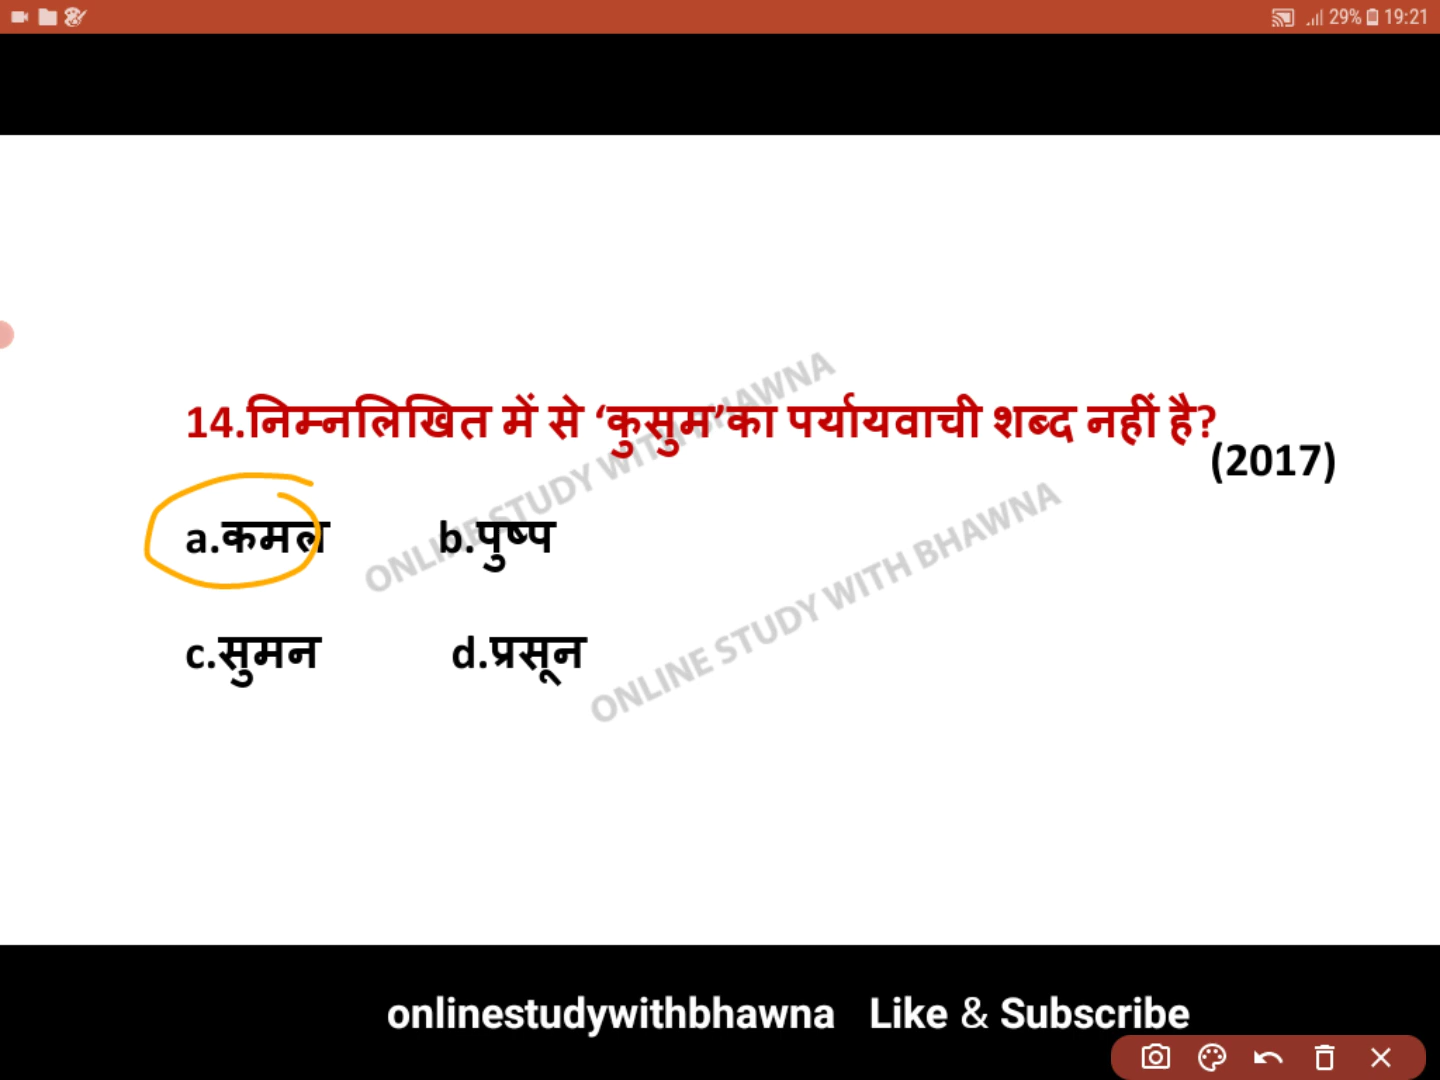 29% 19:21
14.निम्नलिखित में से ‘कुसुम’का पर्यायवाची शब्द नहीं है?
(2017)
a.कमल b.पुष्प
c.सुमन d.प्रसून
ONLINE STUDY WITH BHAWNA
ONLINE STUDY WITH BHAWNA
onlinestudywithbhawna Like & Subscribe